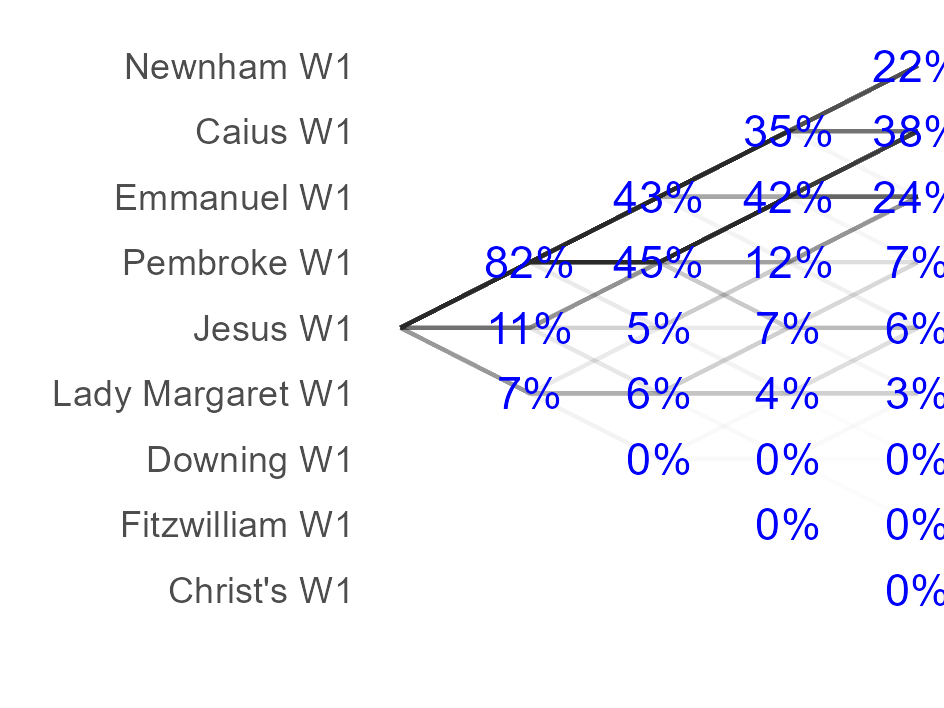 Newnham W1 22%
Caius W1 35% 38%
Emmanuel W1 43% 42% 24%
Pembroke W1 82% 45% 12% 7%
Jesus W1 11% 5% 7% 6%
Lady Margaret W1 7% 6% 4% 3%
Downing W1 0% 0% 0%
Fitzwilliam W1 0% 0%
Christ's W1 0%